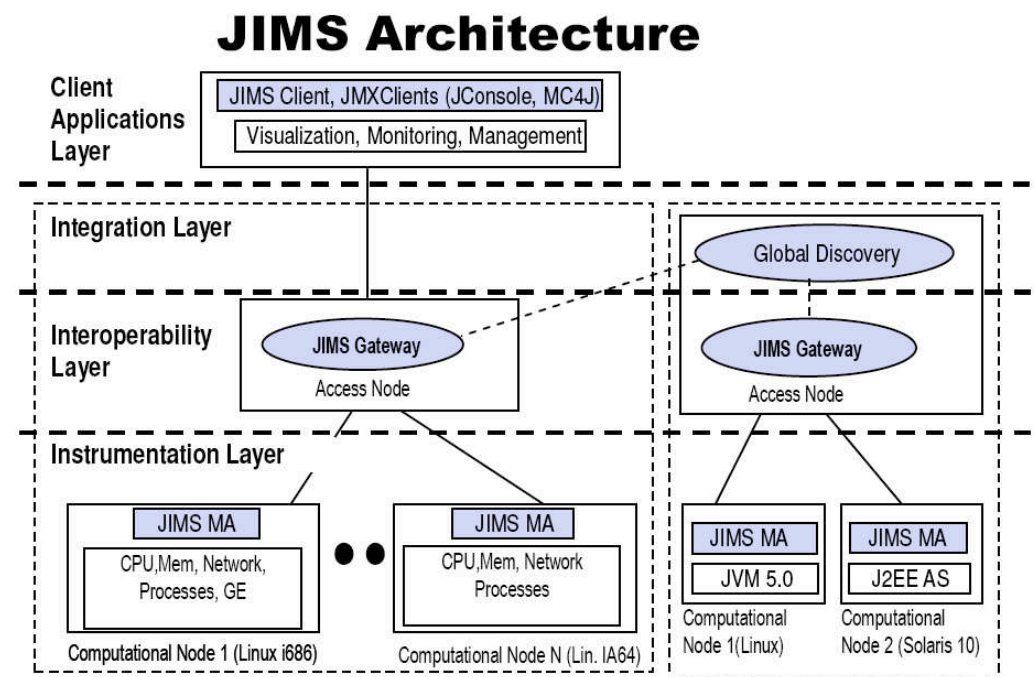 JIMS Architecture
Client
Applications
Layer
JIMS Client, JMXClients (JConsole, MC4J)
Visualization, Monitoring, Management
Integration Layer
Global Discovery
Interoperability
Layer
JIMS Gateway
Access Node
JIMS Gateway
Access Node
Instrumentation Layer
JIMS MA
CPU,Mem, Network,
Processes, GE
Computational Node 1 (Linux i686)
JIMS MA
CPU,Mem, Network
Processes
Computational Node N (Lin. IA64)
JIMS MA
JVM 5.0
Computational
Node 1(Linux)
JIMS MA
J2EE AS
Computational
Node 2 (Solaris 10)